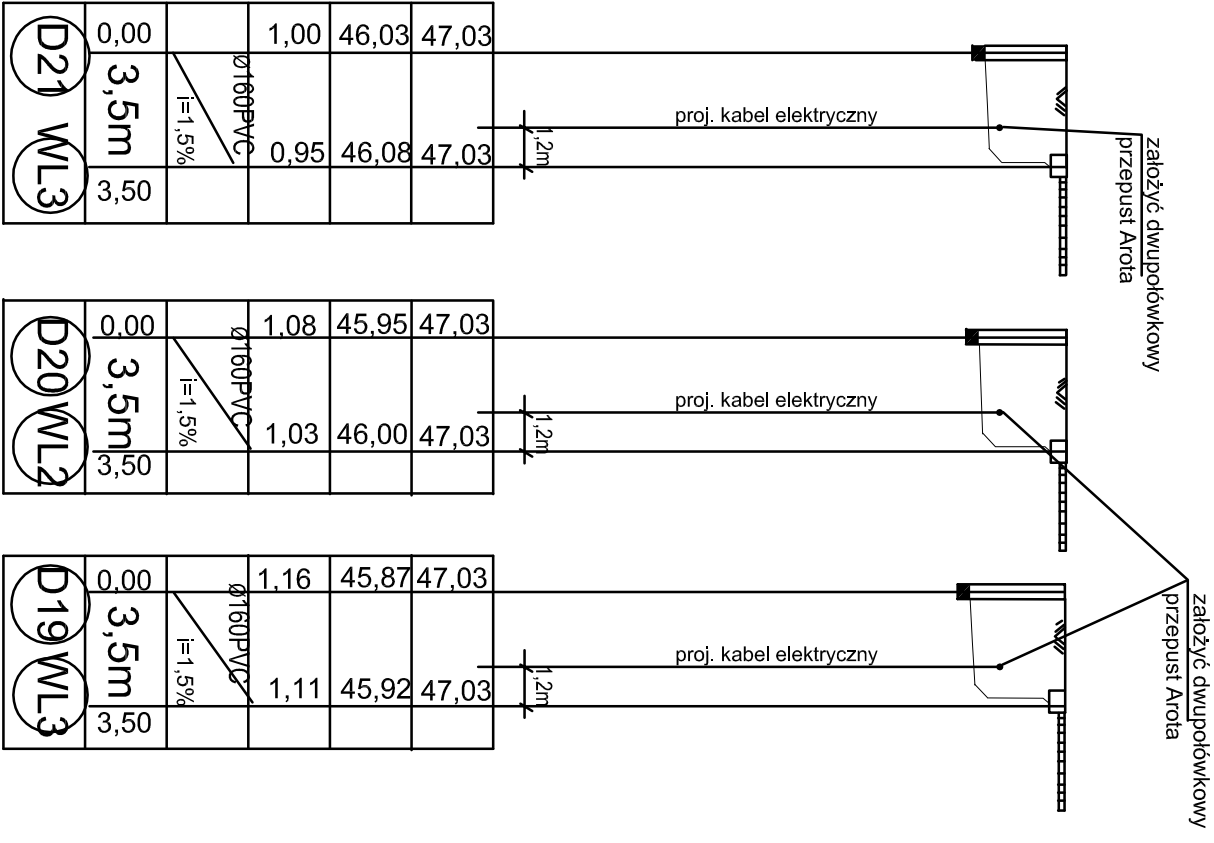 D21
WL3
0,00
3,5m
3,50
Ø160PVC
i=1,5%
1,00
46,03
47,03
0,95
46,08
47,03
1,2m
proj. kabel elektryczny
założyć dwupołówkowy
przepust Arota
D20
WL2
0,00
3,5m
3,50
Ø160PVC
i=1,5%
1,08
45,95
47,03
1,03
46,00
47,03
1,2m
proj. kabel elektryczny
D19
WL3
0,00
3,5m
3,50
Ø160PVC
i=1,5%
1,16
45,87
47,03
1,11
45,92
47,03
1,2m
proj. kabel elektryczny
założyć dwupołówkowy
przepust Arota